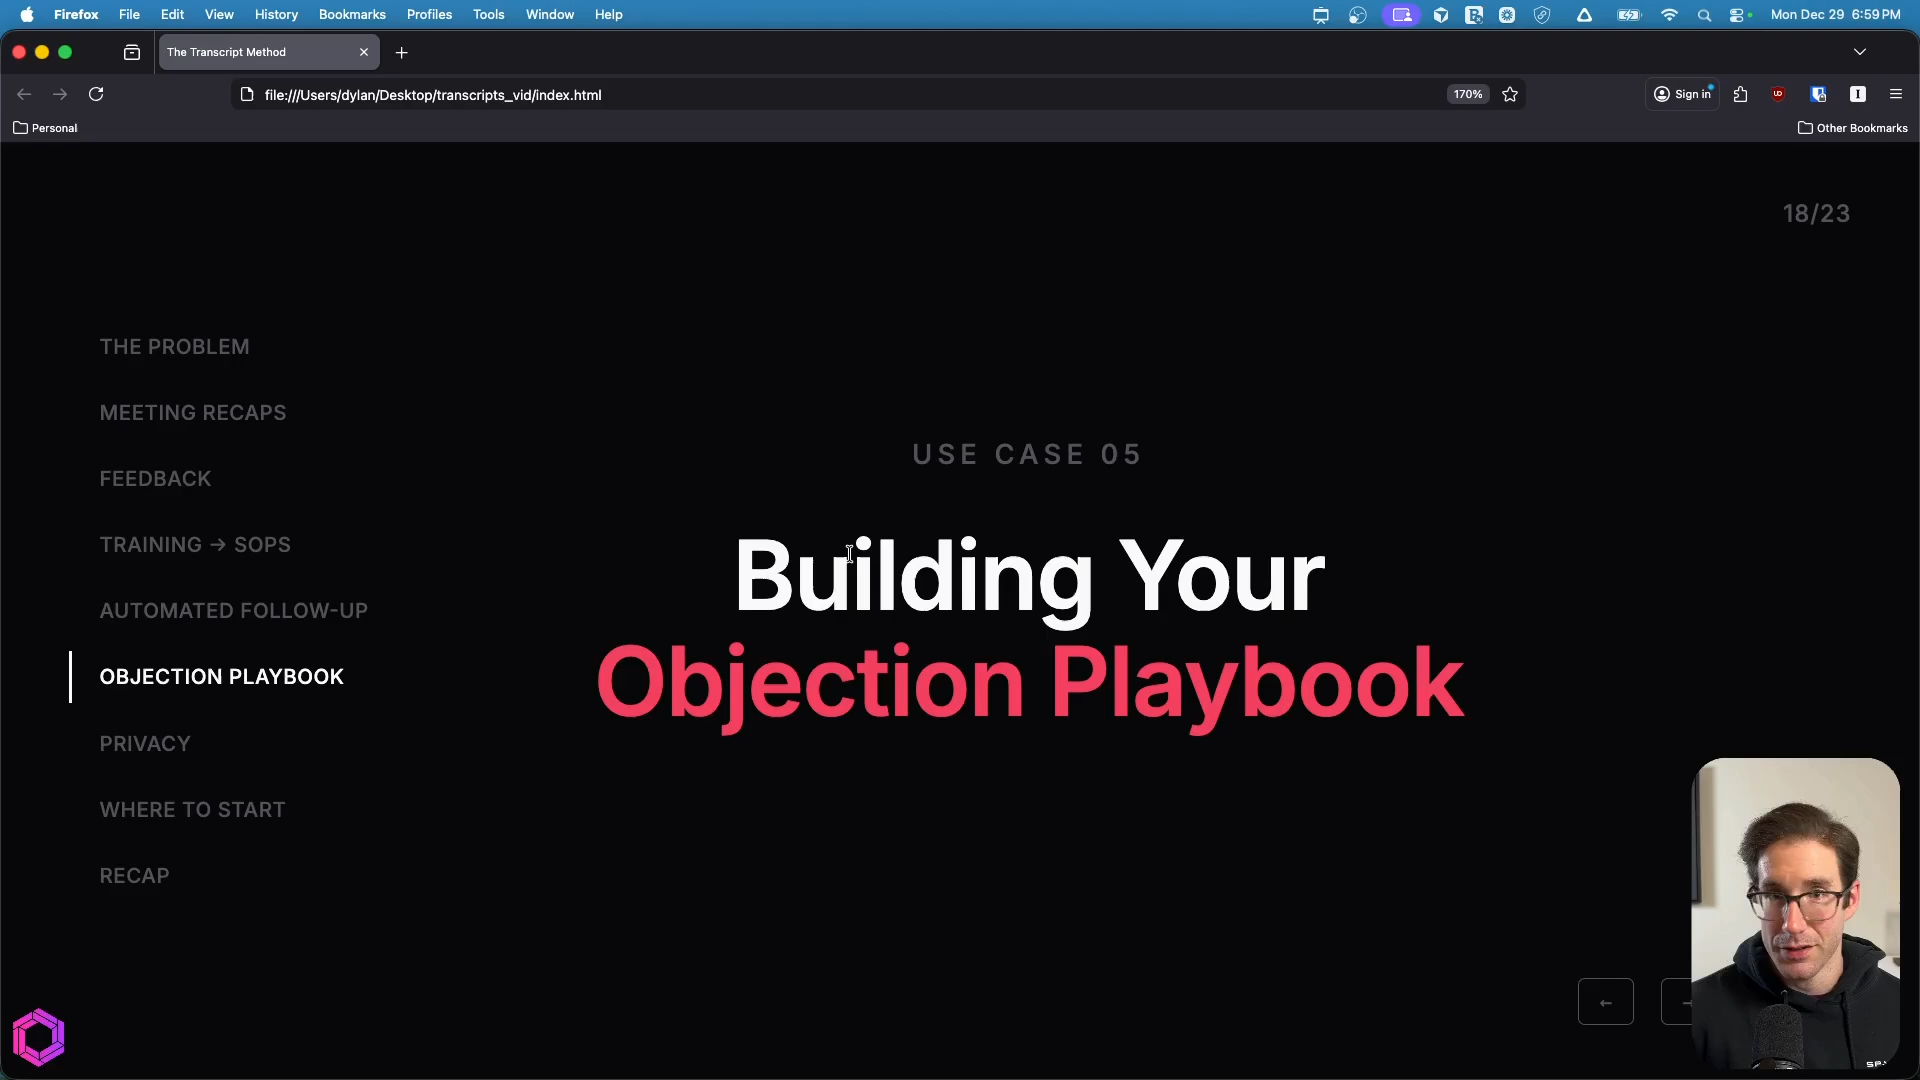 Firefox File Edit View History Bookmarks Profiles Tools Window Help Mon Dec 29 6:59 PM
The Transcript Method
file:///Users/dylan/Desktop/transcripts_vid/index.html 170% Sign in
Personal Other Bookmarks
18/23
THE PROBLEM
MEETING RECAPS
FEEDBACK
TRAINING → SOPS
AUTOMATED FOLLOW-UP
OBJECTION PLAYBOOK
PRIVACY
WHERE TO START
RECAP
USE CASE 05
Building Your
Objection Playbook